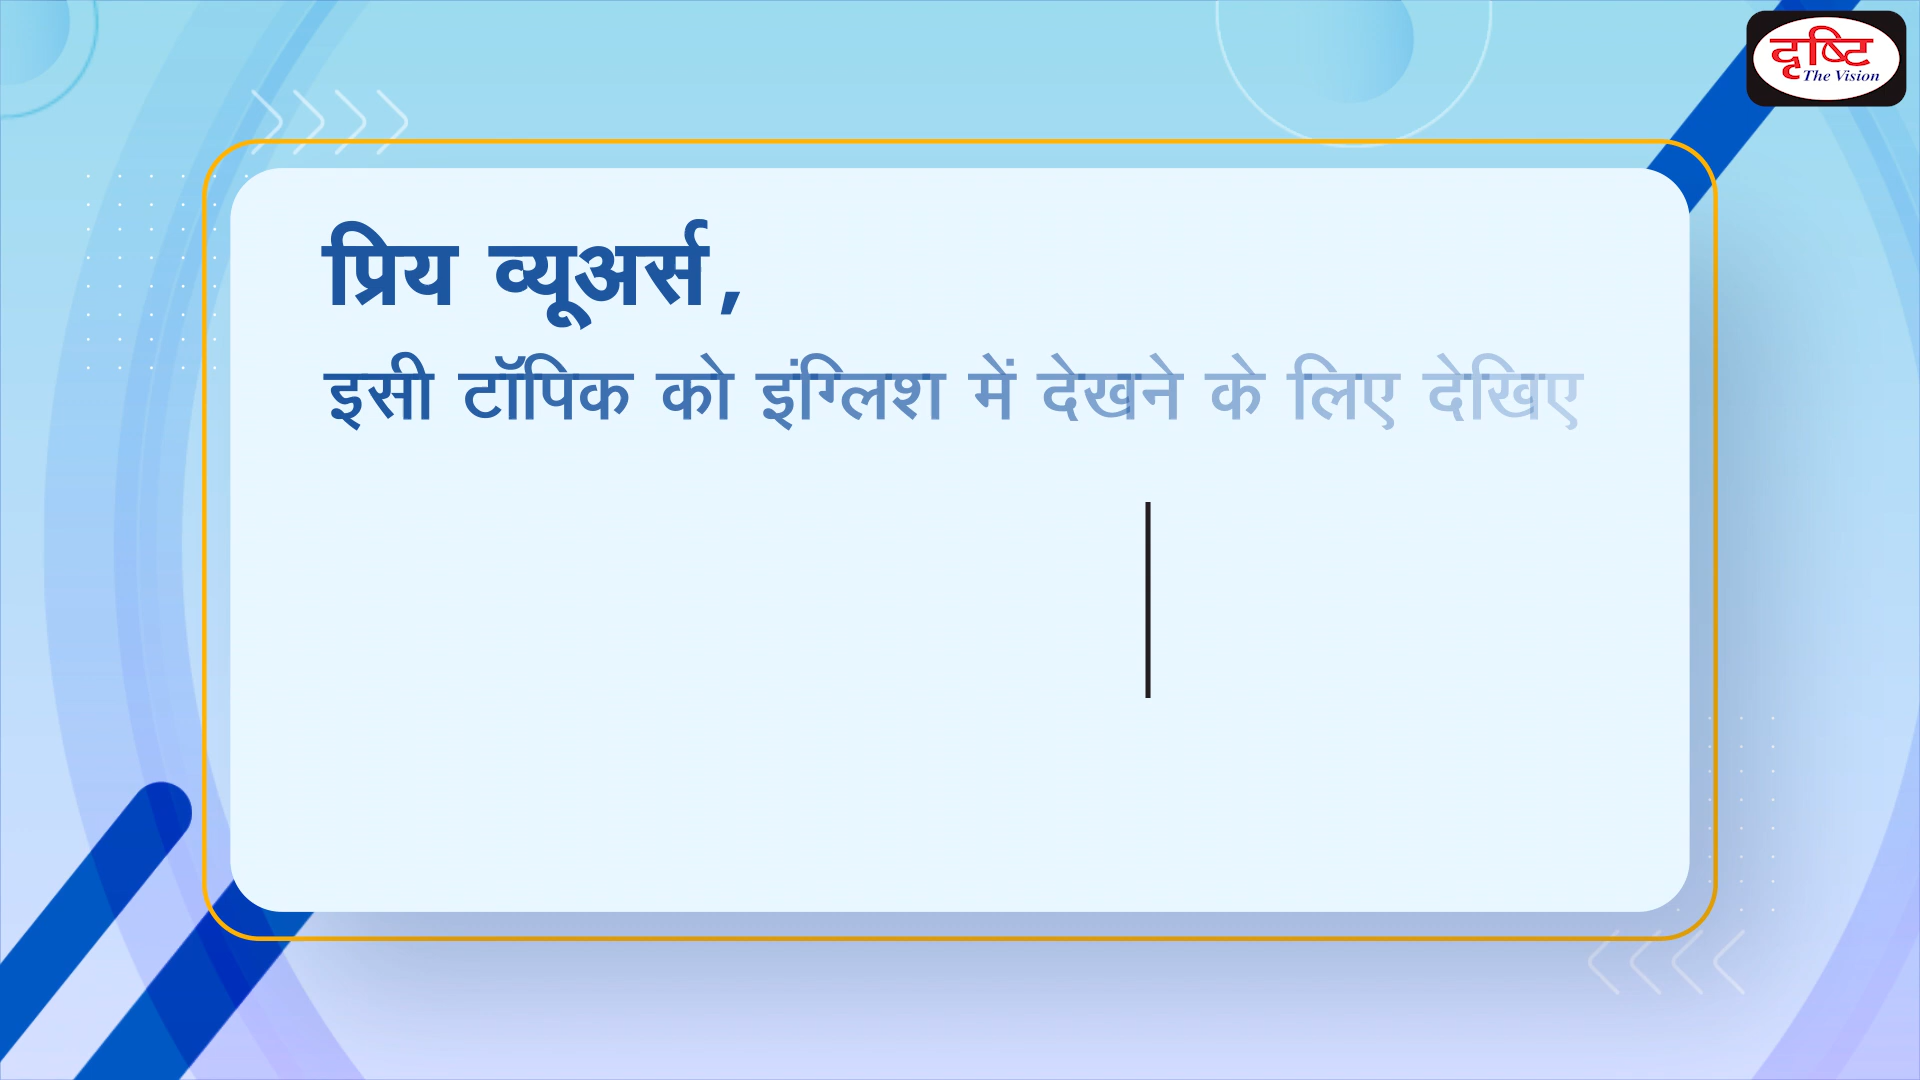 दृष्टि
The Vision
प्रिय व्यूअर्स,
इसी टॉपिक को इंग्लिश में देखने के लिए देखिए